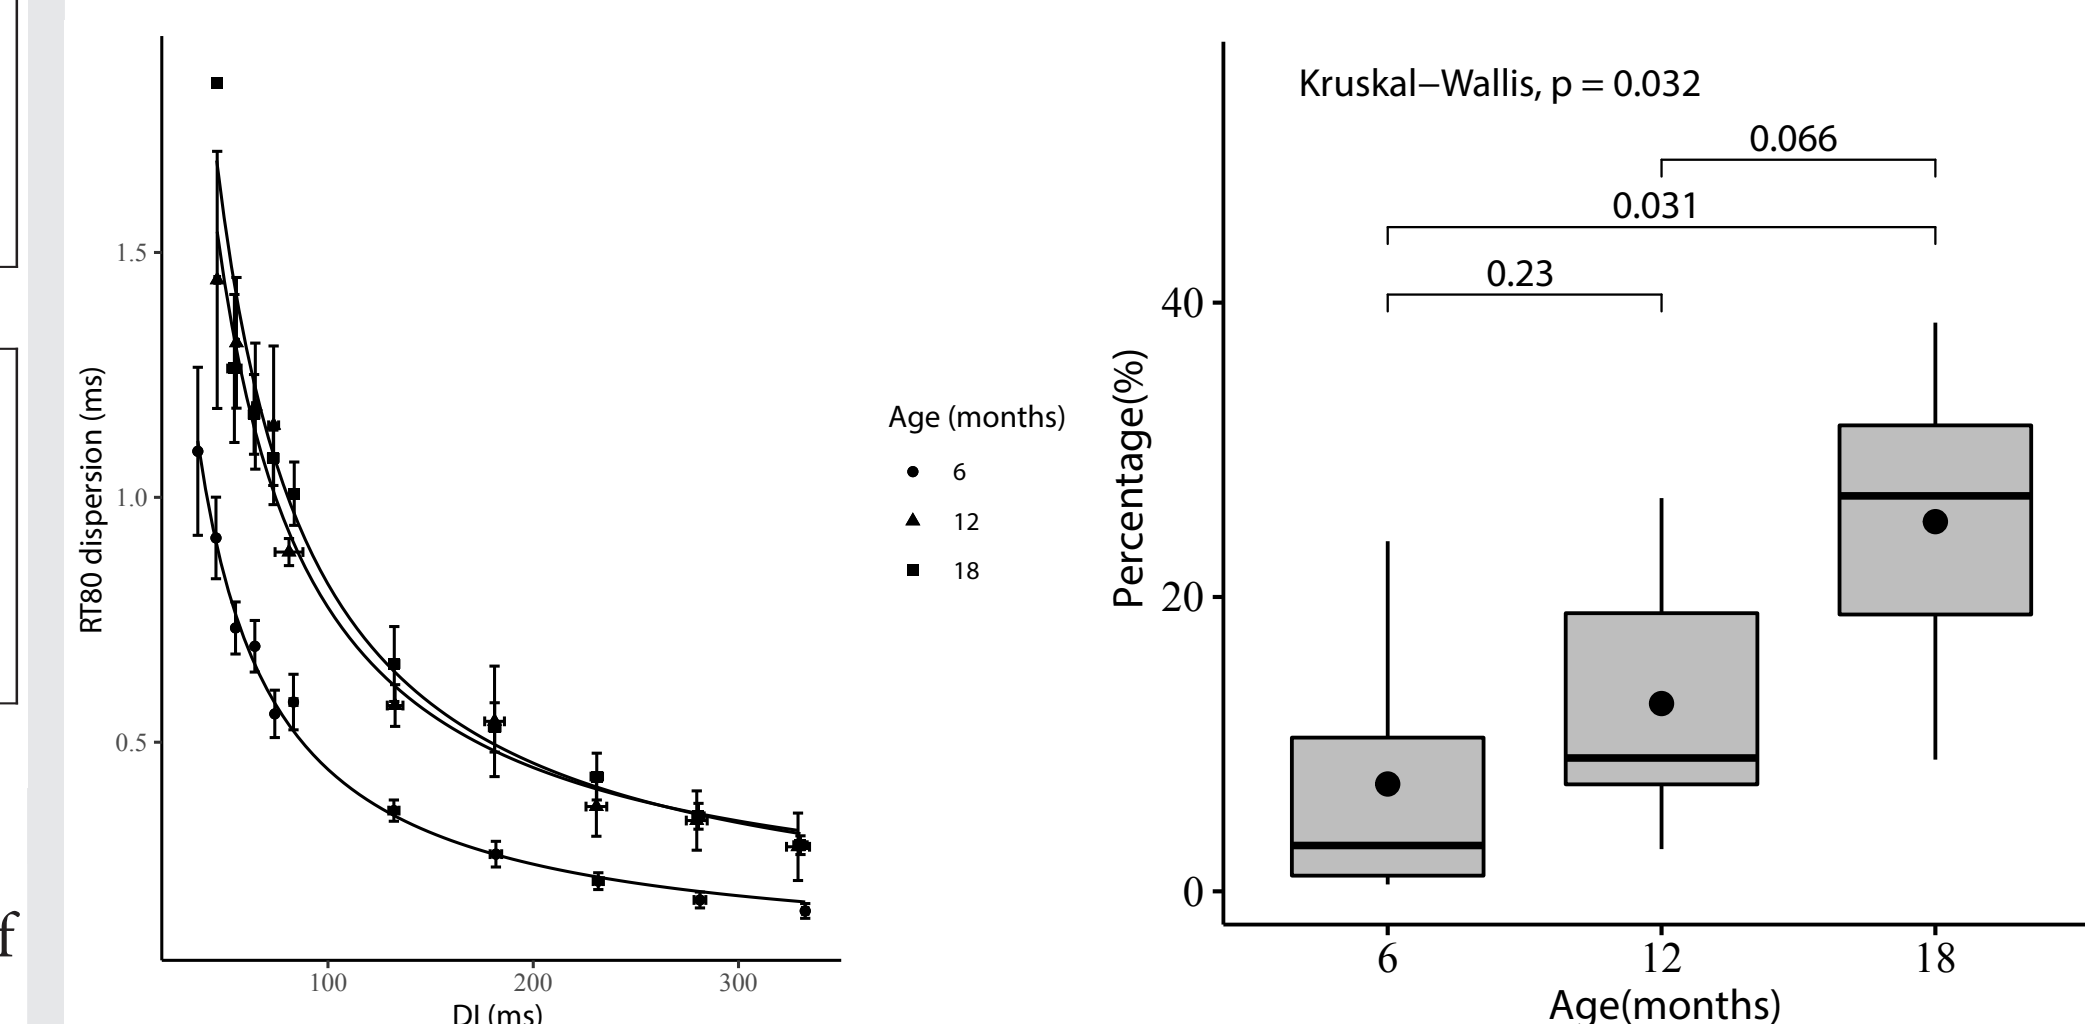 f
1.5
1.0
0.5
RT80 dispersion (ms)
100
200
300
DI (ms)
Age (months)
6
12
18
Kruskal–Wallis, p = 0.032
0.066
0.031
0.23
40
20
0
Percentage(%)
6
12
18
Age(months)